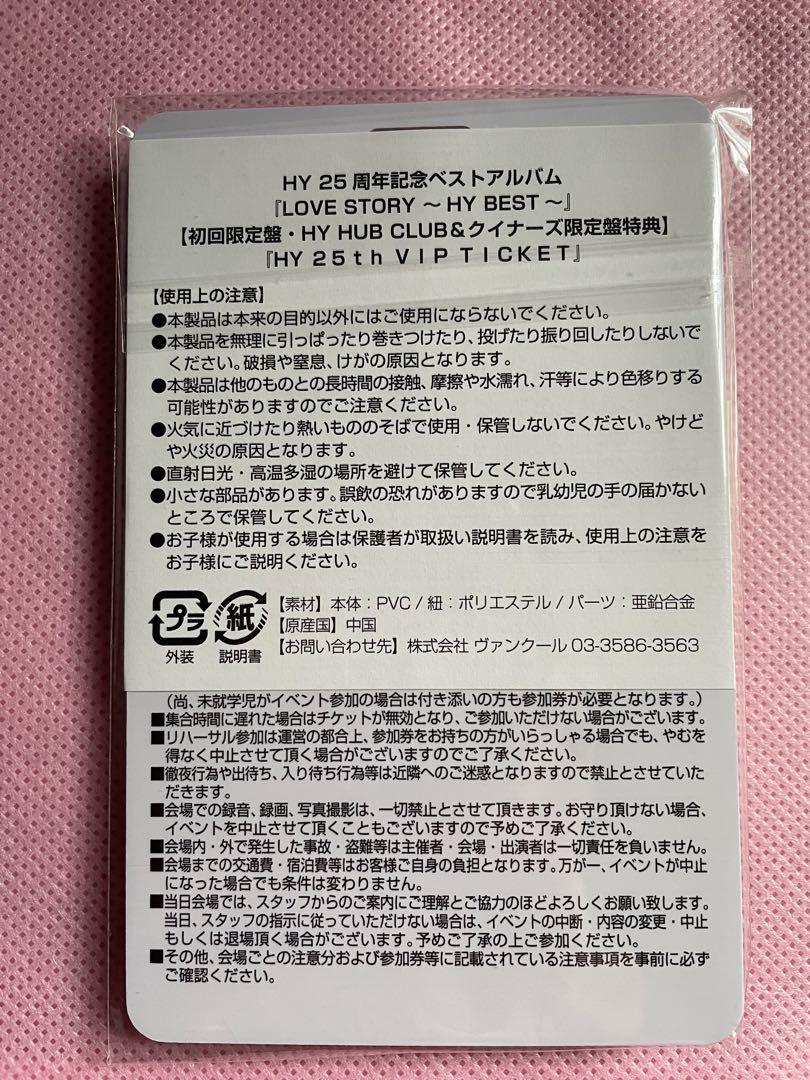 HY 25 周年記念ベストアルバム
『LOVE STORY ～ HY BEST ～』
【初回限定盤・HY HUB CLUB＆クイナーズ限定盤特典】
『HY 25th VIP TICKET』
【使用上の注意】
●本製品は本来の目的以外にはご使用にならないでください。
●本製品を無理に引っぱったり巻きつけたり、投げたり振り回したりしないで
ください。破損や窒息、けがの原因となります。
●本製品は他のものとの長時間の接触、摩擦や水濡れ、汗等により色移りする
可能性がありますのでご注意ください。
●火気に近づけたり熱いもののそばで使用・保管しないでください。やけど
や火災の原因となります。
●直射日光・高温多湿の場所を避けて保管してください。
●小さな部品があります。誤飲の恐れがありますので乳幼児の手の届かない
ところで保管してください。
●お子様が使用する場合は保護者が取扱い説明書を読み、使用上の注意を
お子様にご説明ください。
プラ
外装
紙
説明書
【素材】本体：PVC / 紐：ポリエステル / パーツ：亜鉛合金
【原産国】中国
【お問い合わせ先】株式会社 ヴァンクール 03-3586-3563
（尚、未就学児がイベント参加の場合は付き添いの方も参加券が必要となります。）
■集合時間に遅れた場合はチケットが無効となり、ご参加いただけない場合がございます。
■リハーサル参加は運営の都合上、参加券をお持ちの方がいらっしゃる場合でも、やむを
得なく中止させて頂く場合がございますのでご了承ください。
■徹夜行為や出待ち、入り待ち行為等は近隣へのご迷惑となりますので禁止とさせていた
だきます。
■会場での録音、録画、写真撮影は、一切禁止とさせて頂きます。お守り頂けない場合、
イベントを中止させて頂くこともございますので予めご了承ください。
■会場内・外で発生した事故・盗難等は主催者・会場・出演者は一切責任を負いません。
■会場までの交通費・宿泊費等はお客様ご自身の負担となります。万が一、イベントが中止
になった場合でも条件は変わりません。
■当日会場では、スタッフからのご案内にご理解とご協力のほどよろしくお願い致します。
当日、スタッフの指示に従っていただけない場合は、イベントの中断・内容の変更・中止
もしくは退場頂く場合がございます。予めご了承の上ご参加ください。
■その他、会場ごとの注意分および参加券等に記載されている注意事項を事前に必ず
ご確認ください。